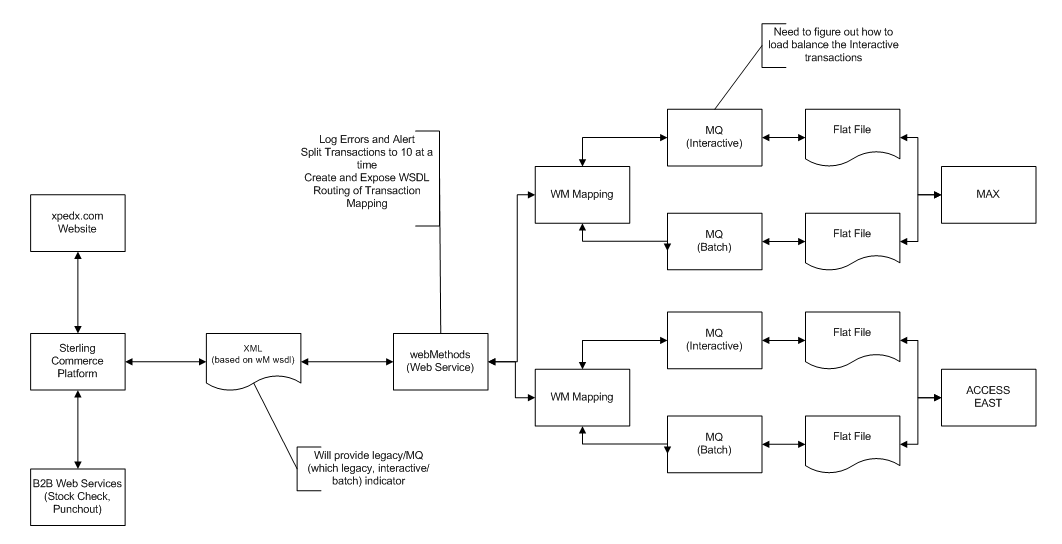 Need to figure out how to
load balance the Interactive
transactions
MQ
(Interactive)
Flat File
Log Errors and Alert
Split Transactions to 10 at a
time
Create and Expose WSDL
Routing of Transaction
Mapping
WM Mapping
MAX
xpedx.com
Website
MQ
(Batch)
Flat File
MQ
(Interactive)
Flat File
Sterling
Commerce
Platform
XML
(based on wM wsdl)
webMethods
(Web Service)
WM Mapping
ACCESS
EAST
MQ
(Batch)
Flat File
Will provide legacy/MQ
(which legacy, interactive/
batch) indicator
B2B Web Services
(Stock Check,
Punchout)